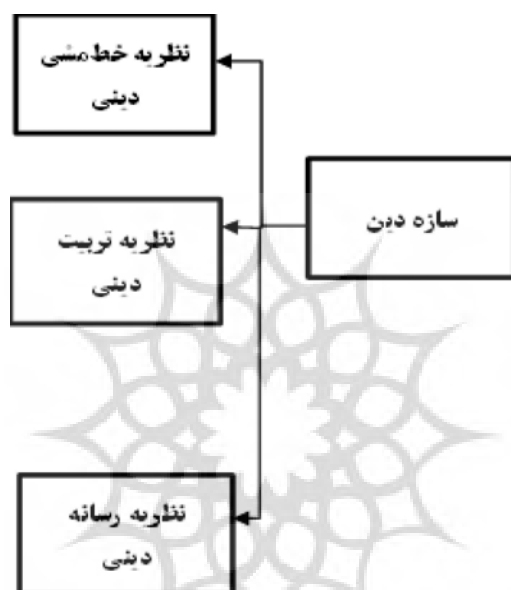 نظریه خط‌مشی
دینی
سازه دین
نظریه تربیت
دینی
نظریه رسانه
دینی